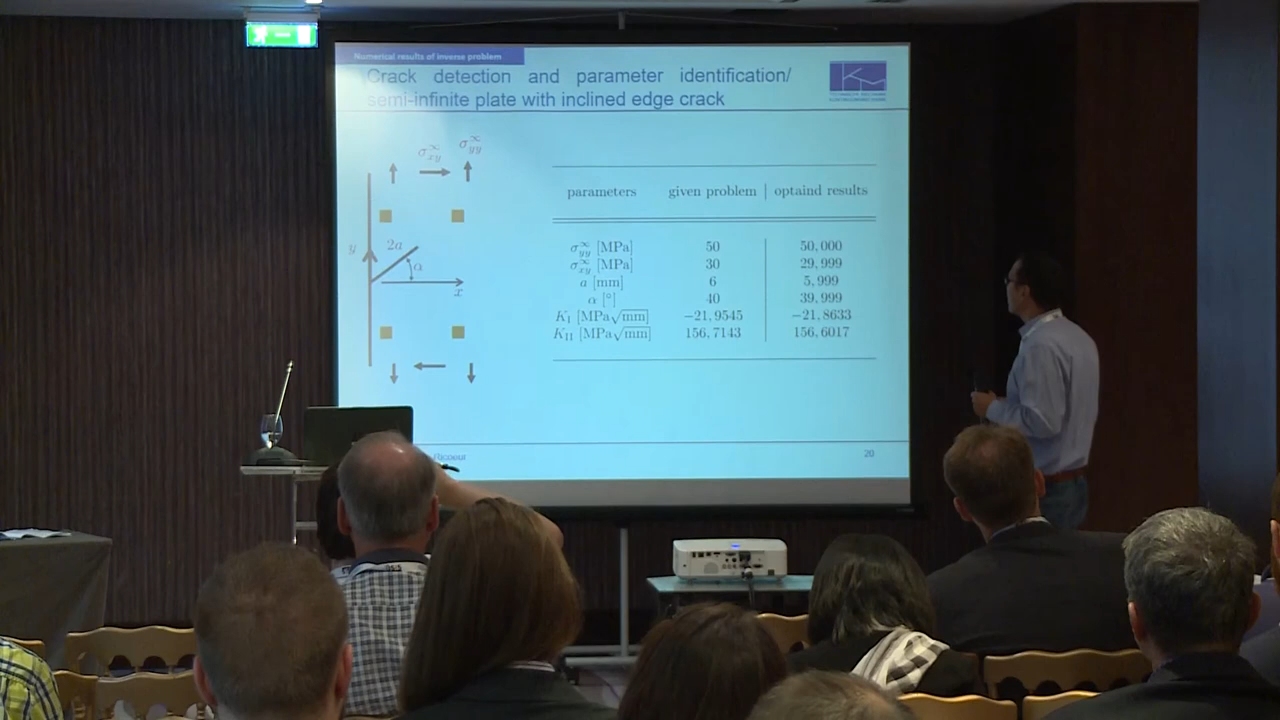 Numerical results of inverse problem
Crack detection and parameter identification/
semi-infinite plate with inclined edge crack
σ∞xy σ∞yy
y 2a α x
parameters given problem optaind results
σ∞yy [MPa] 50 50,000
σ∞xy [MPa] 30 29,999
a [mm] 6 5,999
α [°] 40 39,999
KI [MPa√mm] −21,9545 −21,8633
KII [MPa√mm] 156,7143 156,6017
Ricoeur 20